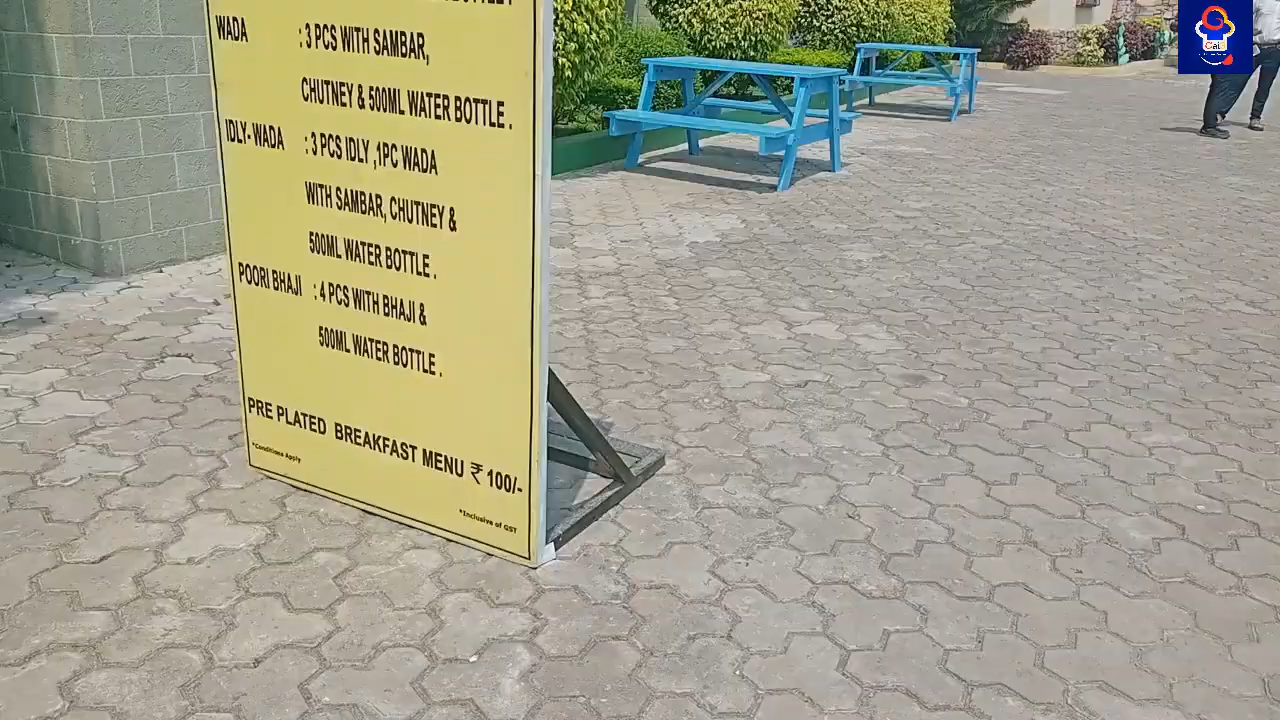 WADA : 3 PCS WITH SAMBAR,
CHUTNEY & 500ML WATER BOTTLE .
IDLY-WADA : 3 PCS IDLY ,1PC WADA
WITH SAMBAR, CHUTNEY &
500ML WATER BOTTLE .
POORI BHAJI : 4 PCS WITH BHAJI &
500ML WATER BOTTLE .
PRE PLATED BREAKFAST MENU ₹ 100/-
*Conditions Apply
*Inclusive of GST